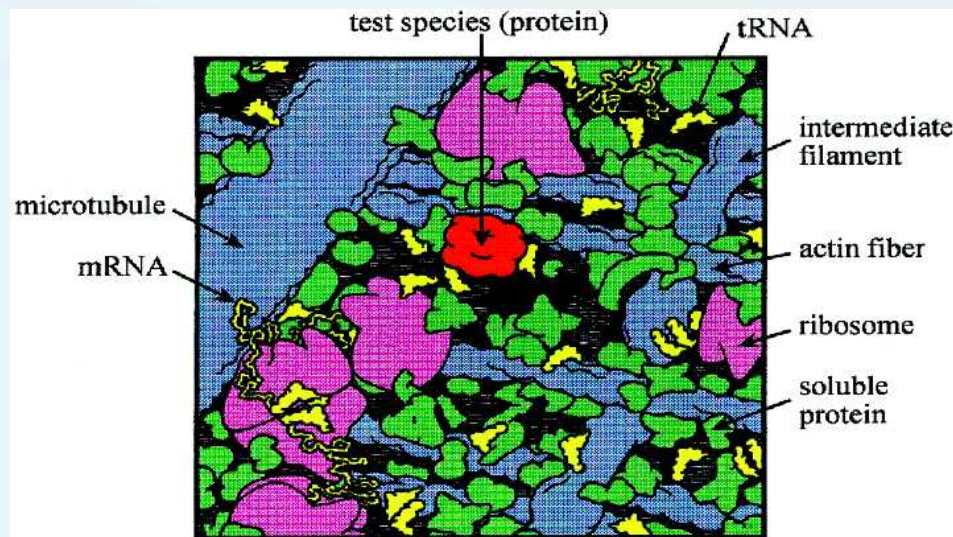 test species (protein)
tRNA
intermediate
filament
microtubule
mRNA
actin fiber
ribosome
soluble
protein